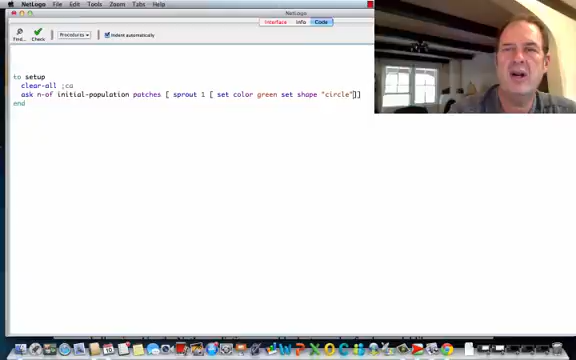 NetLogo File Edit Tools Zoom Tabs Help
NetLogo
Interface Info Code
Find... Check Procedures Indent automatically
to setup
clear-all ;ca
ask n-of initial-population patches [ sprout 1 [ set color green set shape "circle"]]
end